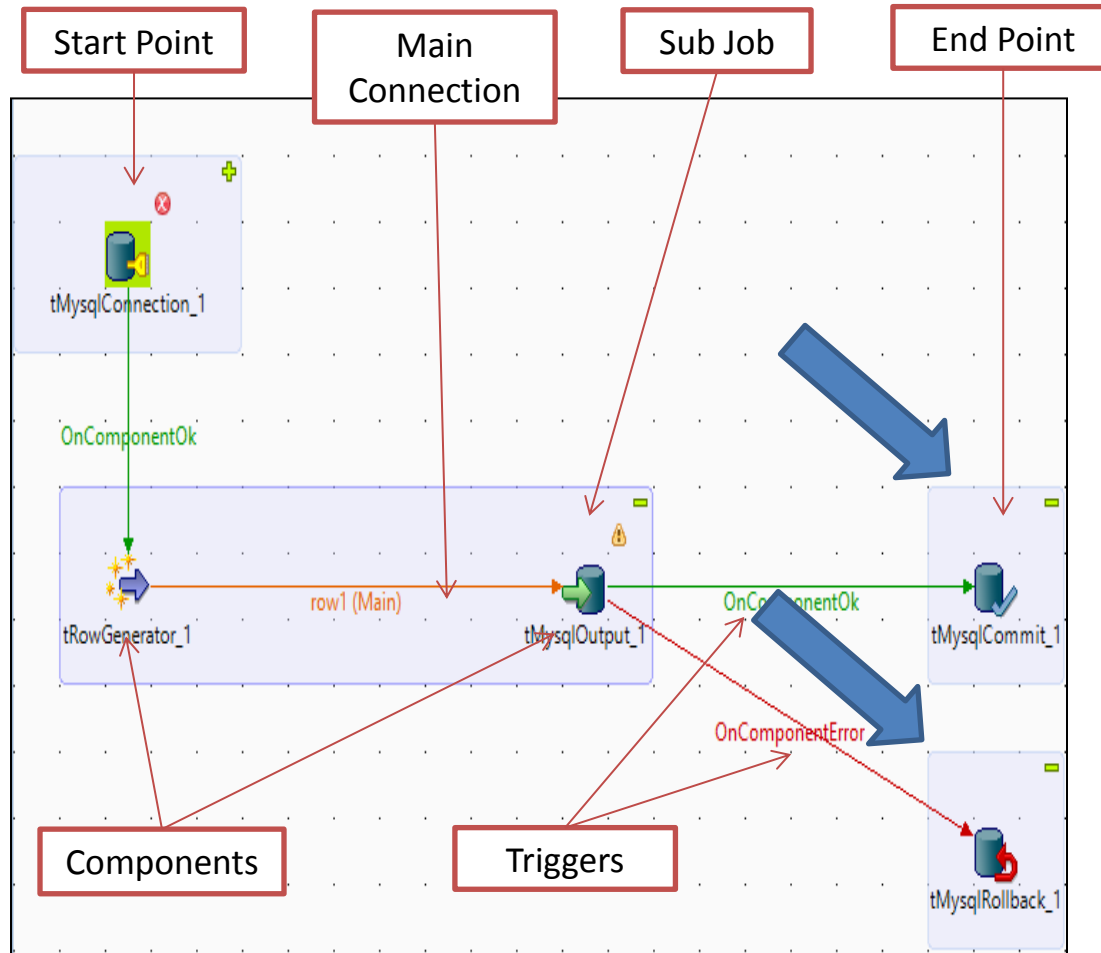 Start Point
Main
Connection
Sub Job
End Point
tMysqlConnection_1
OnComponentOk
row1 (Main)
OnComponentOk
tRowGenerator_1
tMysqlOutput_1
tMysqlCommit_1
OnComponentError
Components
Triggers
tMysqlRollback_1